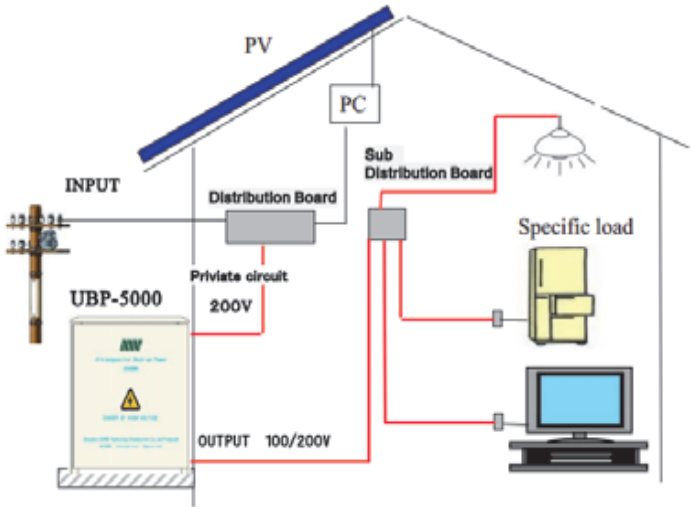 PV
PC
Sub
Distribution Board
INPUT
Distribution Board
Specific load
Priviate circuit
200V
UBP-5000
OUTPUT 100/200V